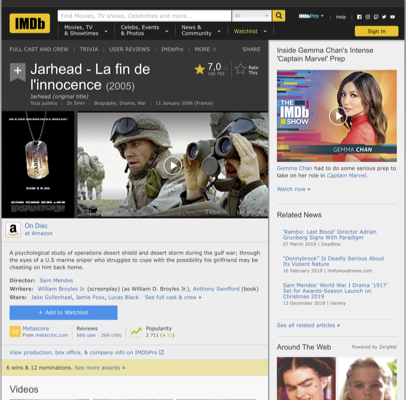 IMDb
Find Movies, TV shows, Celebrities and more...
All
IMDbPro
Help
Movies, TV
& Showtimes
Celebs, Events
& Photos
News &
Community
Watchlist
Sign in
FULL CAST AND CREW | TRIVIA | USER REVIEWS | IMDbPro | MORE
SHARE
Jarhead - La fin de
l'innocence (2005)
Jarhead (original title)
Tous publics | 2h 5min | Biography, Drama, War | 11 January 2006 (France)
7,0
Rate
This
On Disc
at Amazon
A psychological study of operations desert shield and desert storm during the gulf war; through
the eyes of a U.S marine sniper who struggles to cope with the possibility his girlfriend may be
cheating on him back home.
Director: Sam Mendes
Writers: William Broyles Jr. (screenplay) (as William D. Broyles Jr.), Anthony Swofford (book)
Stars: Jake Gyllenhaal, Jamie Foxx, Lucas Black | See full cast & crew »
+ Add to Watchlist
Metascore
From metacritic.com
Reviews
666 user | 266 critic
Popularity
2 711
View production, box office, & company info on IMDbPro
6 wins & 12 nominations. See more awards »
Videos
Inside Gemma Chan's Intense
'Captain Marvel' Prep
THE
IMDb
SHOW
GEMMA CHAN
Gemma Chan had to do some serious prep to
take on her role in Captain Marvel.
Watch now »
Related News
'Rambo: Last Blood' Director Adrian
Grunberg Signs With Paradigm
07 March 2019 | Deadline
"Donnybrook" Is Deadly Serious About
Its Violent Nature
16 February 2019 | Hollywoodnews.com
Sam Mendes' World War I Drama '1917'
Set for Awards-Season Launch on
Christmas 2019
13 December 2018 | Variety
See all related articles »
Around The Web
Powered by ZergNet